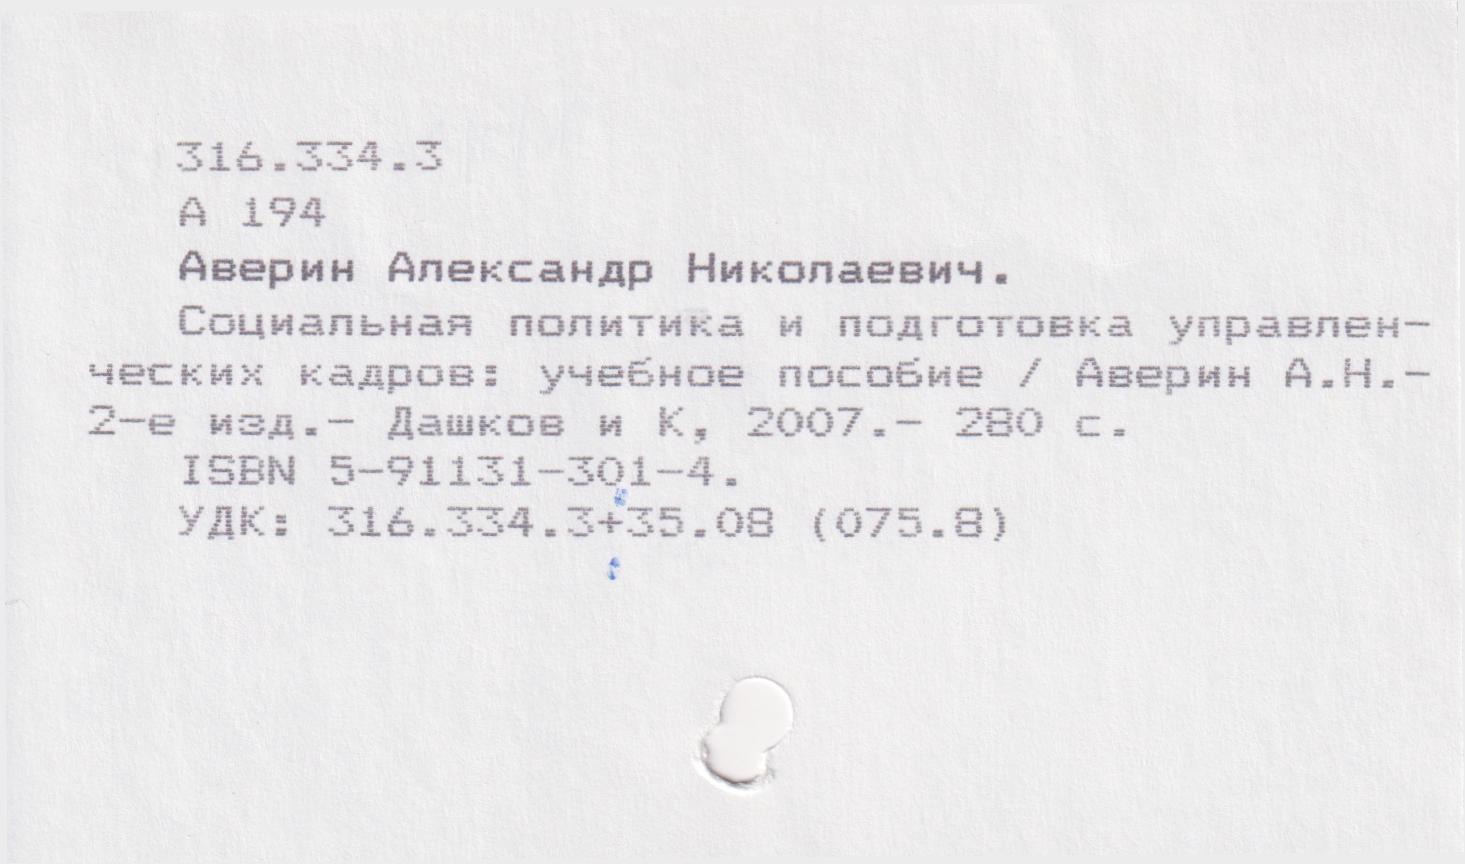 316.334.3
А 194
Аверин Александр Николаевич.
Социальная политика и подготовка управлен-
ческих кадров: учебное пособие / Аверин А.Н.-
2-е изд.- Дашков и К, 2007.- 280 с.
ISBN 5-91131-301-4.
УДК: 316.334.3+35.08 (075.8)